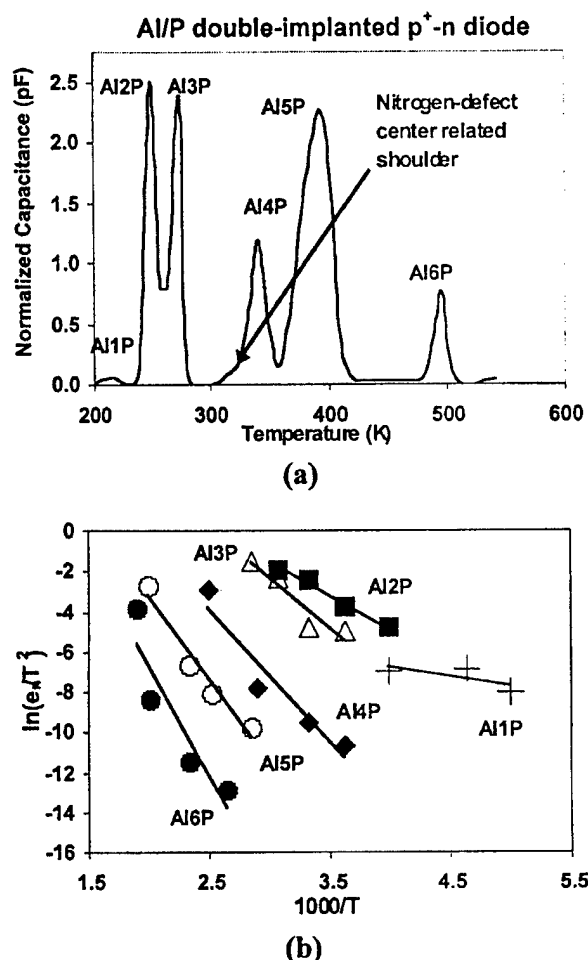 Al/P double-implanted p⁺-n diode
Normalized Capacitance (pF)
2.5
2.0
1.5
1.0
0.5
0.0
Al2P
Al3P
Al5P
Nitrogen-defect
center related
shoulder
Al4P
Al6P
Al1P
200
300
400
500
600
Temperature (K)
(a)
ln(eₙ/T²)
0
-2
-4
-6
-8
-10
-12
-14
-16
Al3P
Al2P
Al4P
Al1P
Al5P
Al6P
1.5
2.5
3.5
4.5
5.5
1000/T
(b)